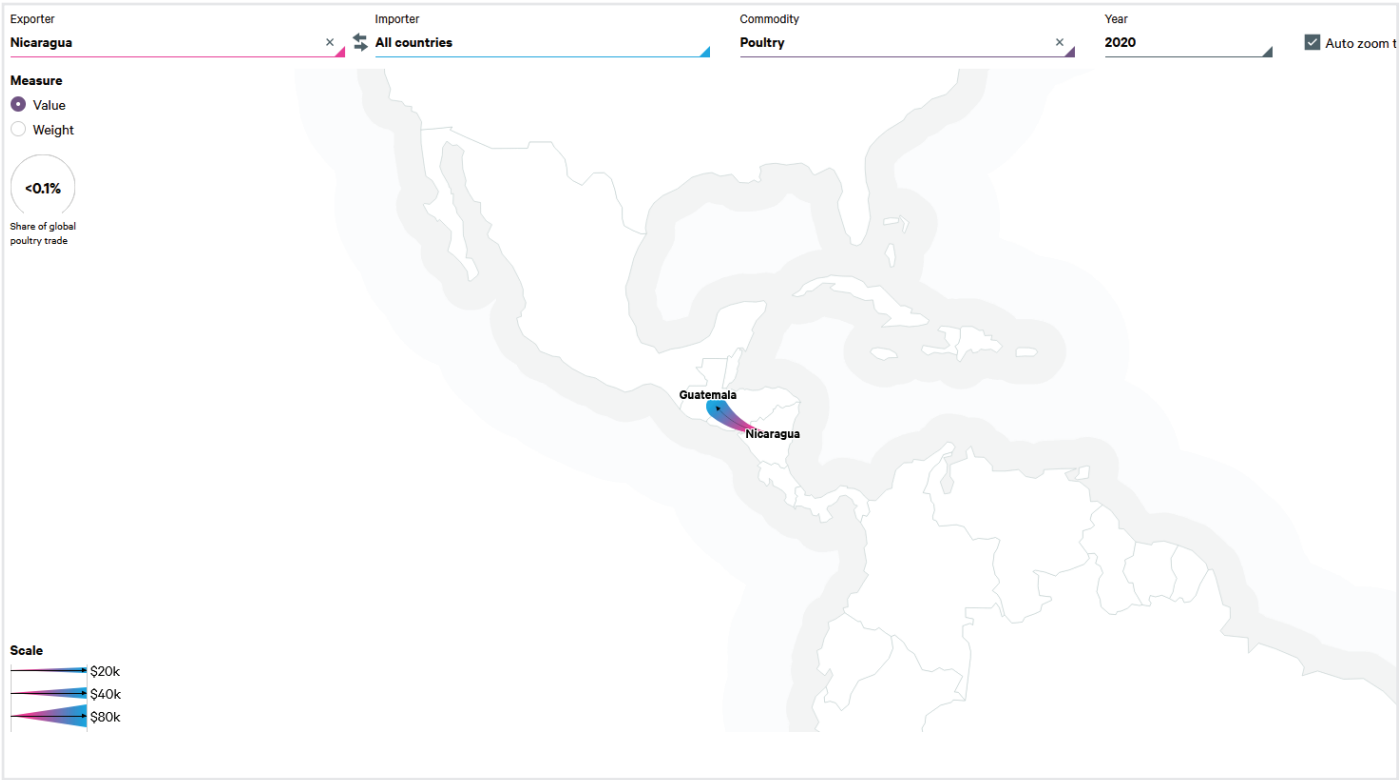 Exporter
Nicaragua ×
Importer
All countries
Commodity
Poultry ×
Year
2020
Auto zoom t
Measure
Value
Weight
<0.1%
Share of global
poultry trade
Guatemala
Nicaragua
Scale
$20k
$40k
$80k